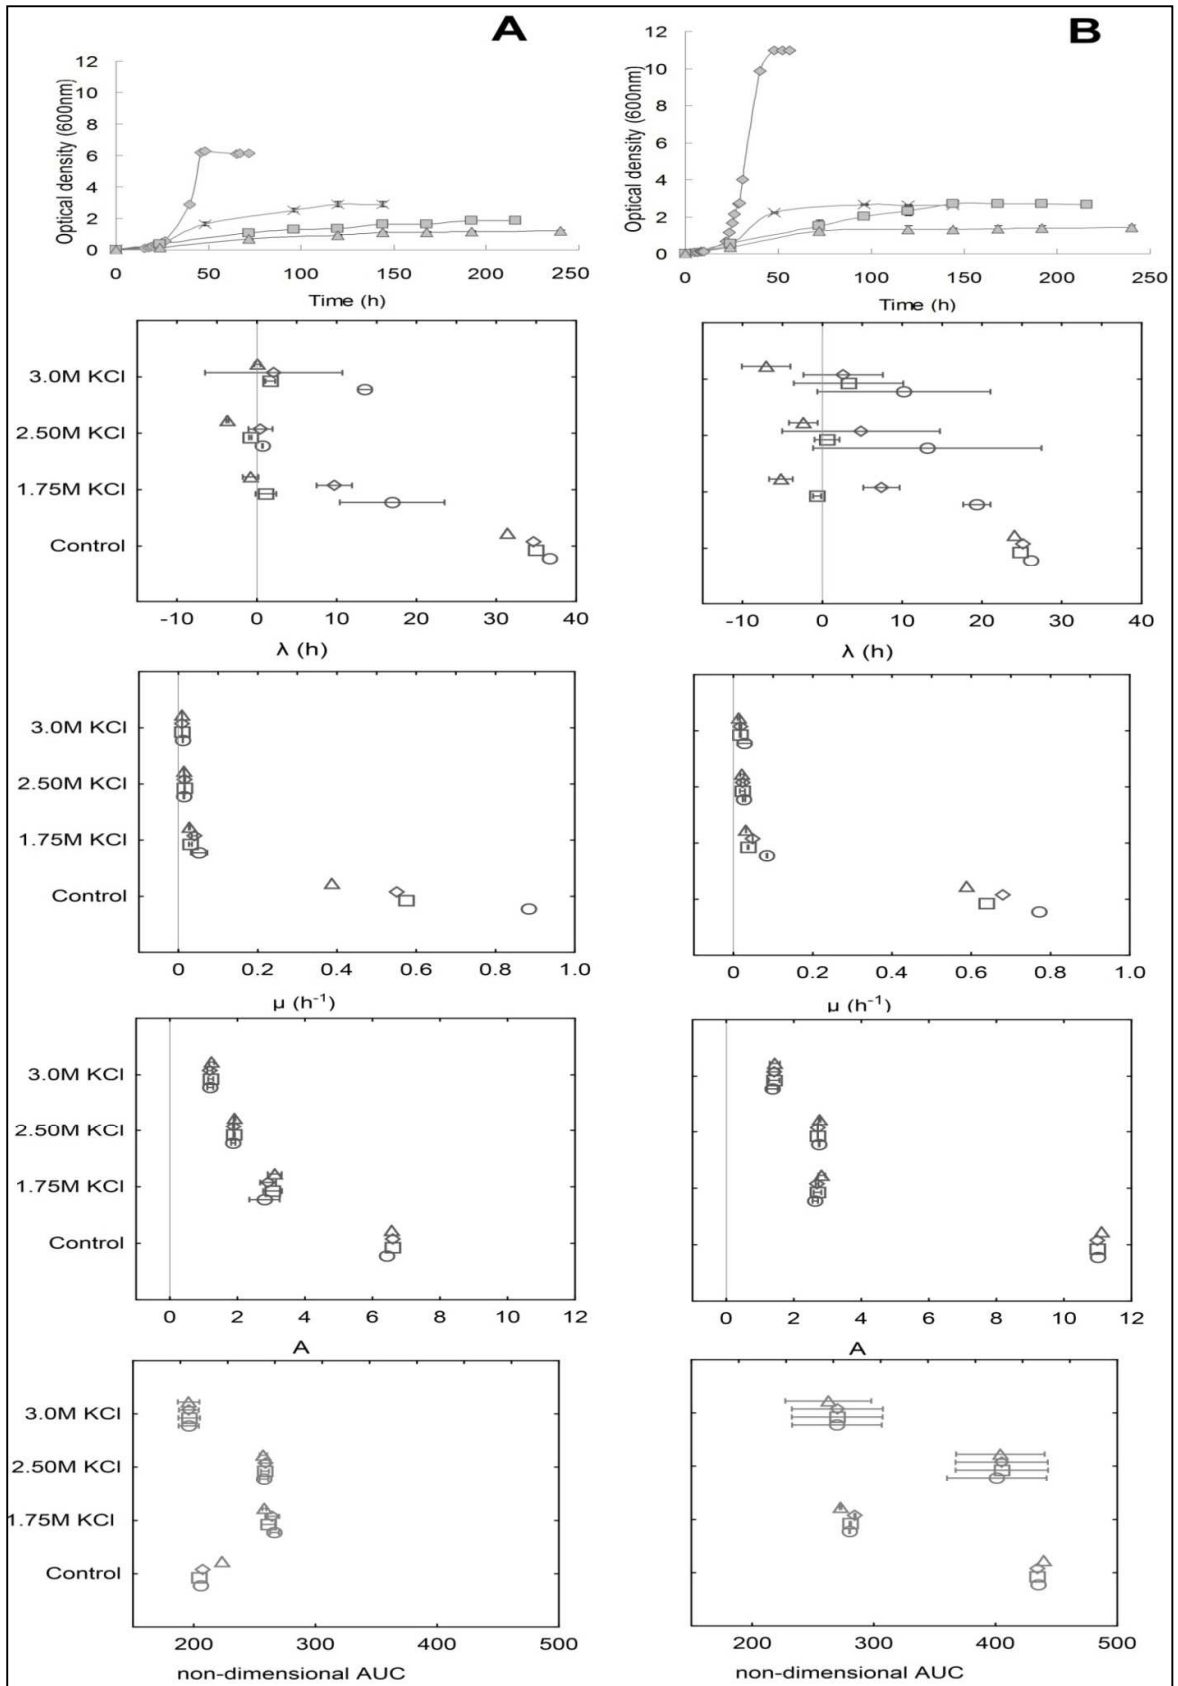 A
B
12
10
8
6
4
2
0
Optical density (600nm)
0 50 100 150 200 250
Time (h)
12
10
8
6
4
2
0
Optical density (600nm)
0 50 100 150 200 250
Time (h)
3.0M KCl
2.50M KCl
1.75M KCl
Control
-10 0 10 20 30 40
λ (h)
-10 0 10 20 30 40
λ (h)
3.0M KCl
2.50M KCl
1.75M KCl
Control
0 0.2 0.4 0.6 0.8 1.0
μ (h-1)
0 0.2 0.4 0.6 0.8 1.0
μ (h-1)
3.0M KCl
2.50M KCl
1.75M KCl
Control
0 2 4 6 8 10 12
A
0 2 4 6 8 10 12
A
3.0M KCl
2.50M KCl
1.75M KCl
Control
200 300 400 500
non-dimensional AUC
200 300 400 500
non-dimensional AUC